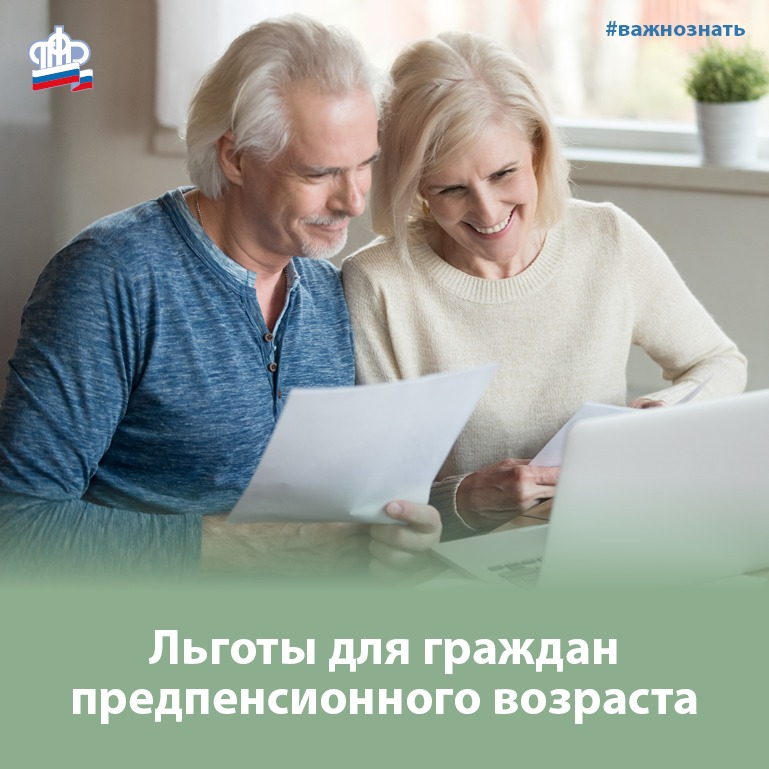 #важнознать
Льготы для граждан
предпенсионного возраста